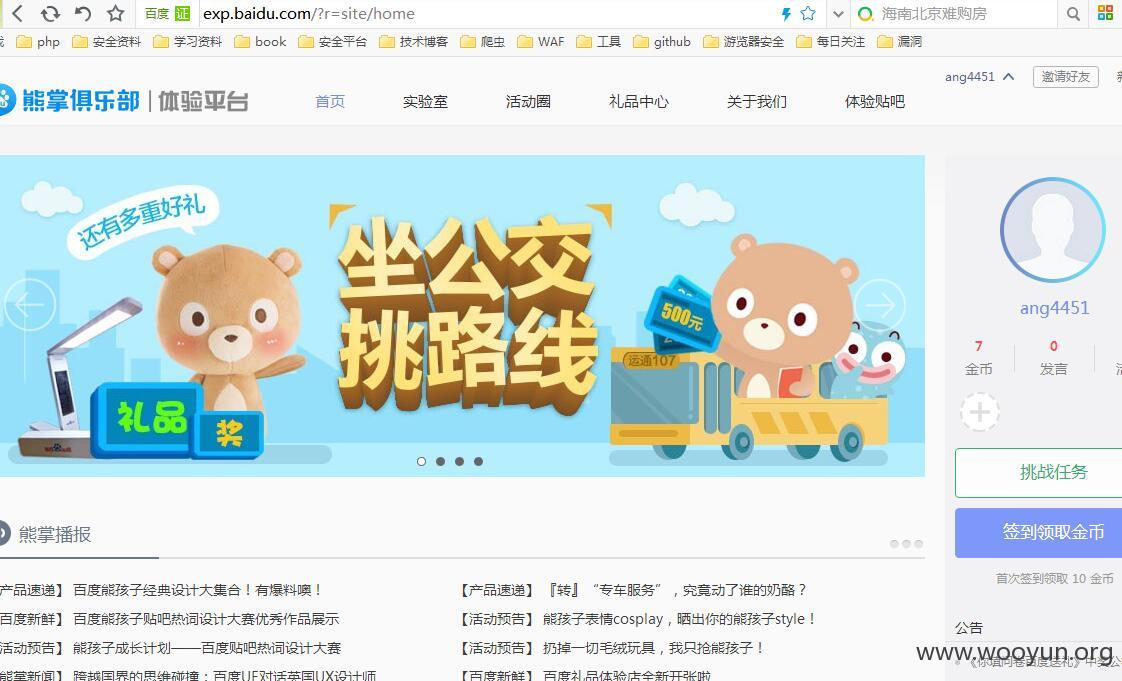 百度 证 exp.baidu.com/?r=site/home 海南北京难购房
php 安全资料 学习资料 book 安全平台 技术博客 爬虫 WAF 工具 github 游览器安全 每日关注 漏洞
ang4451 邀请好友
熊掌俱乐部 | 体验平台 首页 实验室 活动圈 礼品中心 关于我们 体验贴吧
还有多重好礼
坐公交
挑路线
500元
运通107
礼品
奖
ang4451
7 0
金币 发言
挑战任务
签到领取金币
首次签到领取 10 金币
熊掌播报
产品速递】 百度熊孩子经典设计大集合！有爆料噢！
【产品速递】 『转』“专车服务”，究竟动了谁的奶酪？
百度新鲜】 百度熊孩子贴吧热词设计大赛优秀作品展示
【活动预告】 熊孩子表情cosplay，晒出你的熊孩子style！
活动预告】 熊孩子成长计划——百度贴吧热词设计大赛
【活动预告】 扔掉一切毛绒玩具，我只抢熊孩子！
熊掌新闻】 跨越国界的思维碰撞：百度UE对话英国UX设计师
【百度新鲜】 百度礼品体验店全新开张啦
公告
《你填问卷百度送礼》中奖公
www.wooyun.org